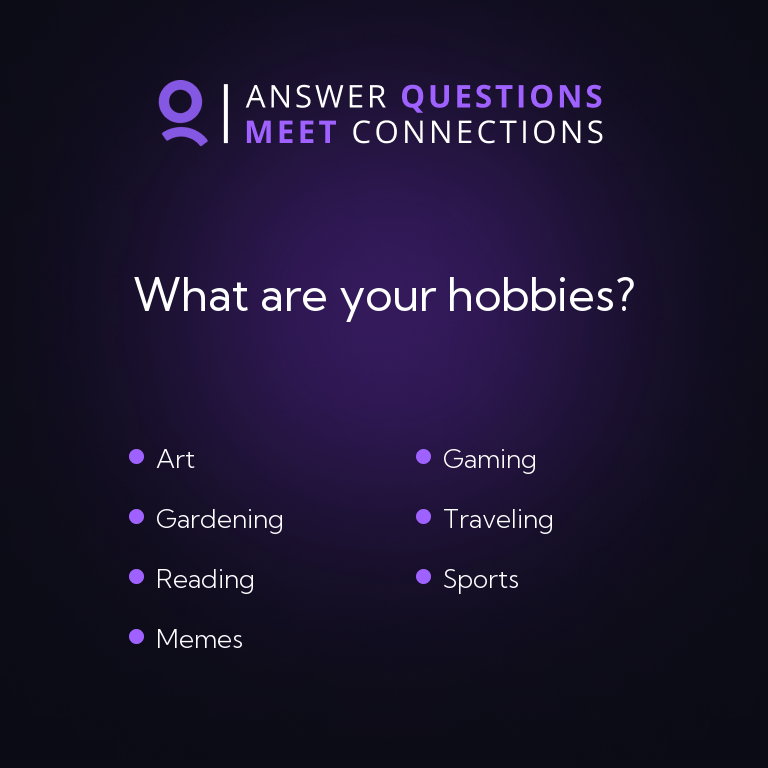 ANSWER QUESTIONS
MEET CONNECTIONS
What are your hobbies?
Art
Gardening
Reading
Memes
Gaming
Traveling
Sports